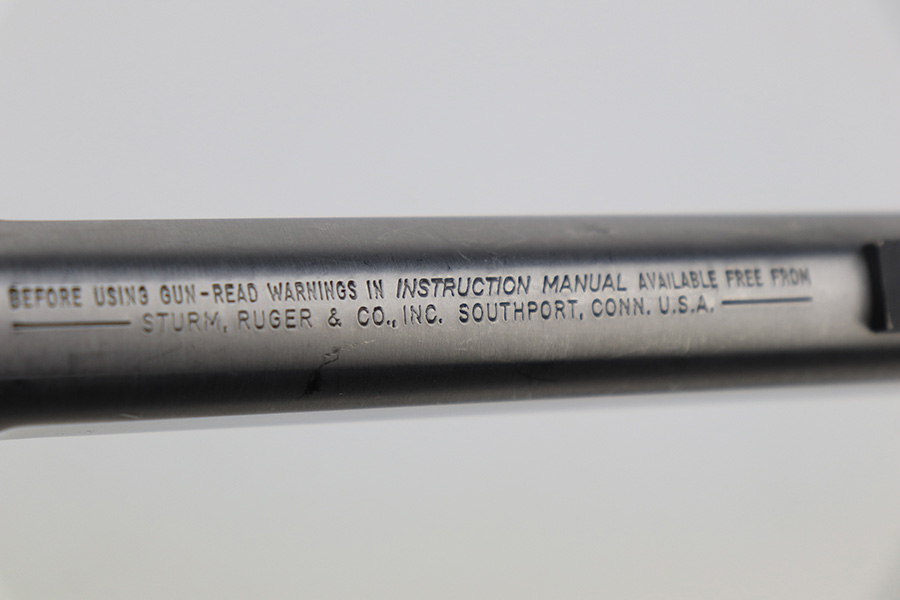 BEFORE USING GUN-READ WARNINGS IN INSTRUCTION MANUAL AVAILABLE FREE FROM
STURM, RUGER & CO., INC. SOUTHPORT, CONN. U.S.A.